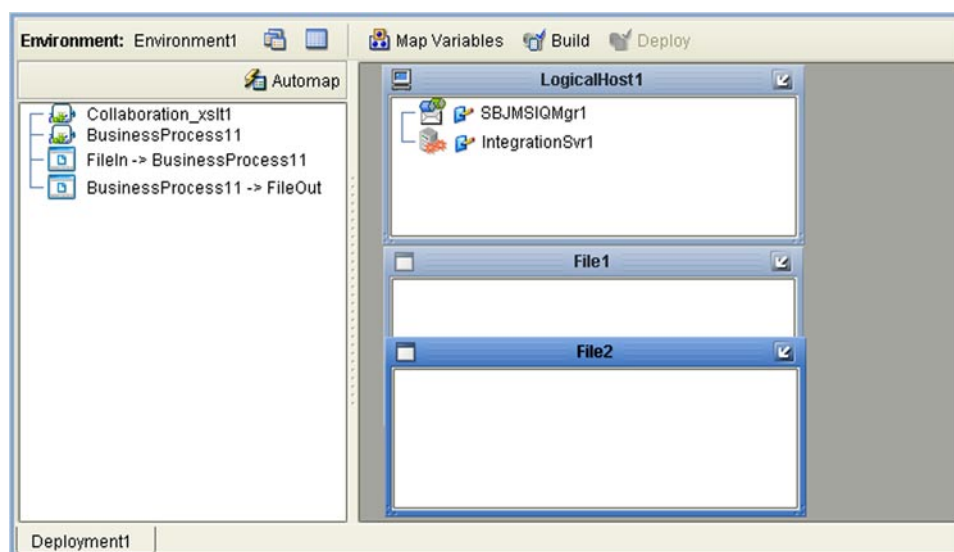 Environment: Environment1
Map Variables Build Deploy
Automap
Collaboration_xslt1
BusinessProcess11
FileIn -> BusinessProcess11
BusinessProcess11 -> FileOut
LogicalHost1
SBJMSIQMgr1
IntegrationSvr1
File1
File2
Deployment1